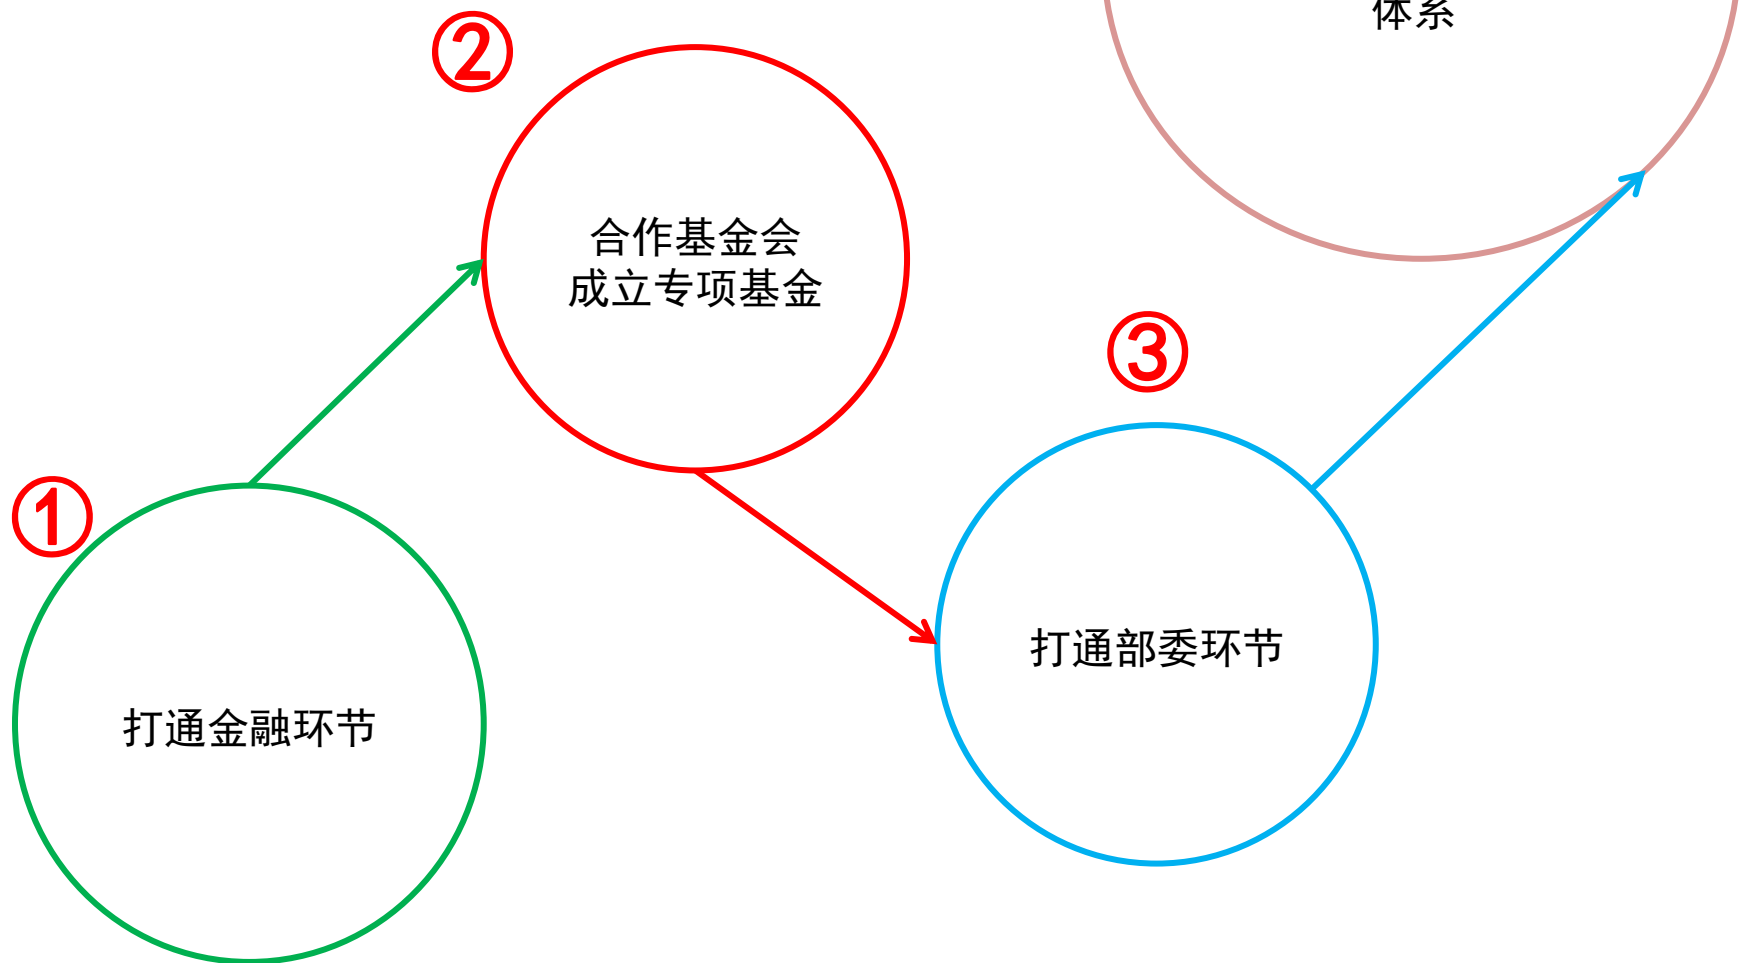 体系
②
合作基金会
成立专项基金
③
①
打通部委环节
打通金融环节